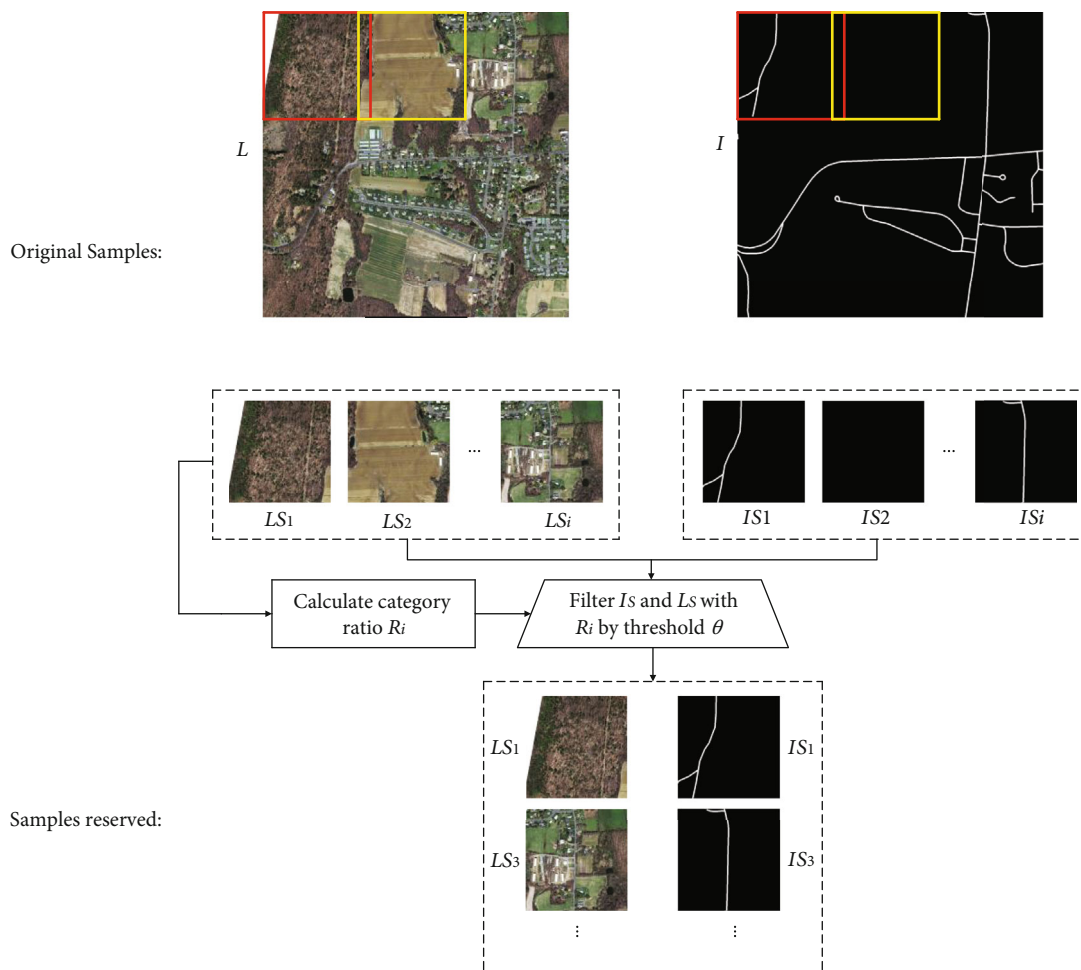 L
I
Original Samples:
LS1
LS2
...
LSi
IS1
IS2
...
ISi
Calculate category
ratio Ri
Filter Is and Ls with
Ri by threshold θ
LS1
IS1
Samples reserved:
LS3
IS3
...
...